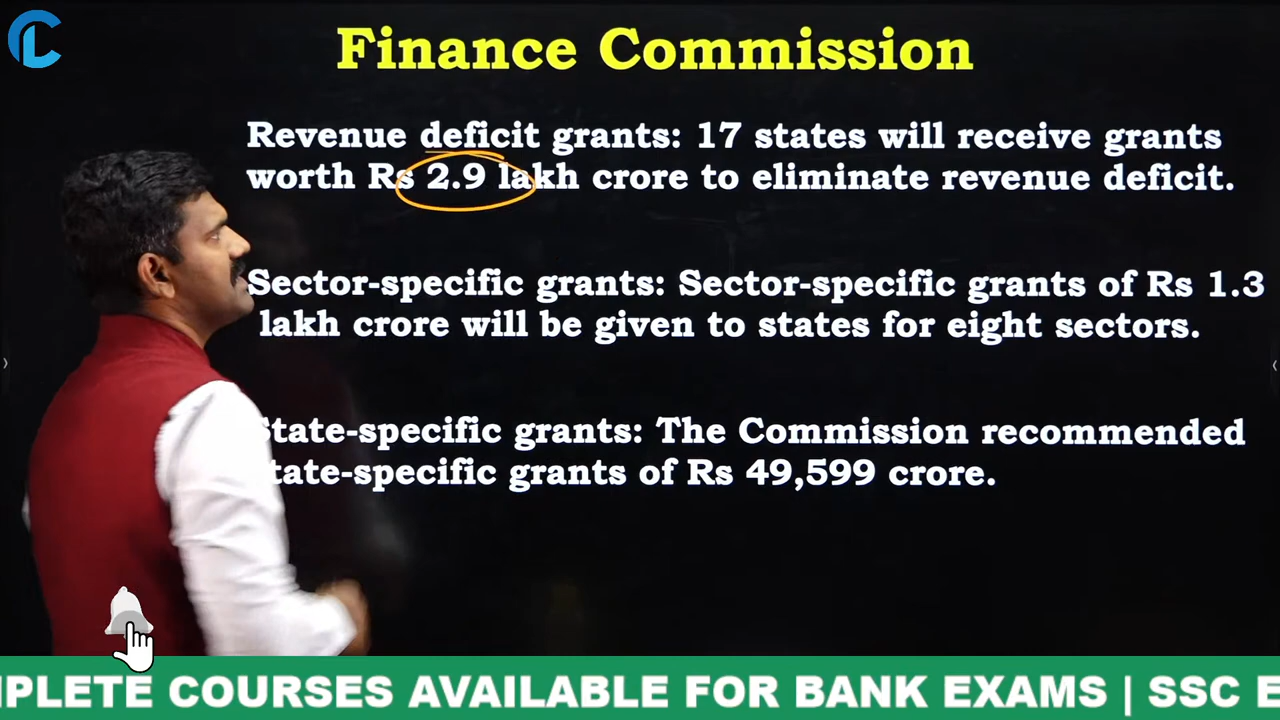 Finance Commission
Revenue deficit grants: 17 states will receive grants
worth Rs 2.9 lakh crore to eliminate revenue deficit.
Sector-specific grants: Sector-specific grants of Rs 1.3
lakh crore will be given to states for eight sectors.
State-specific grants: The Commission recommended
state-specific grants of Rs 49,599 crore.
MPLETE COURSES AVAILABLE FOR BANK EXAMS | SSC E